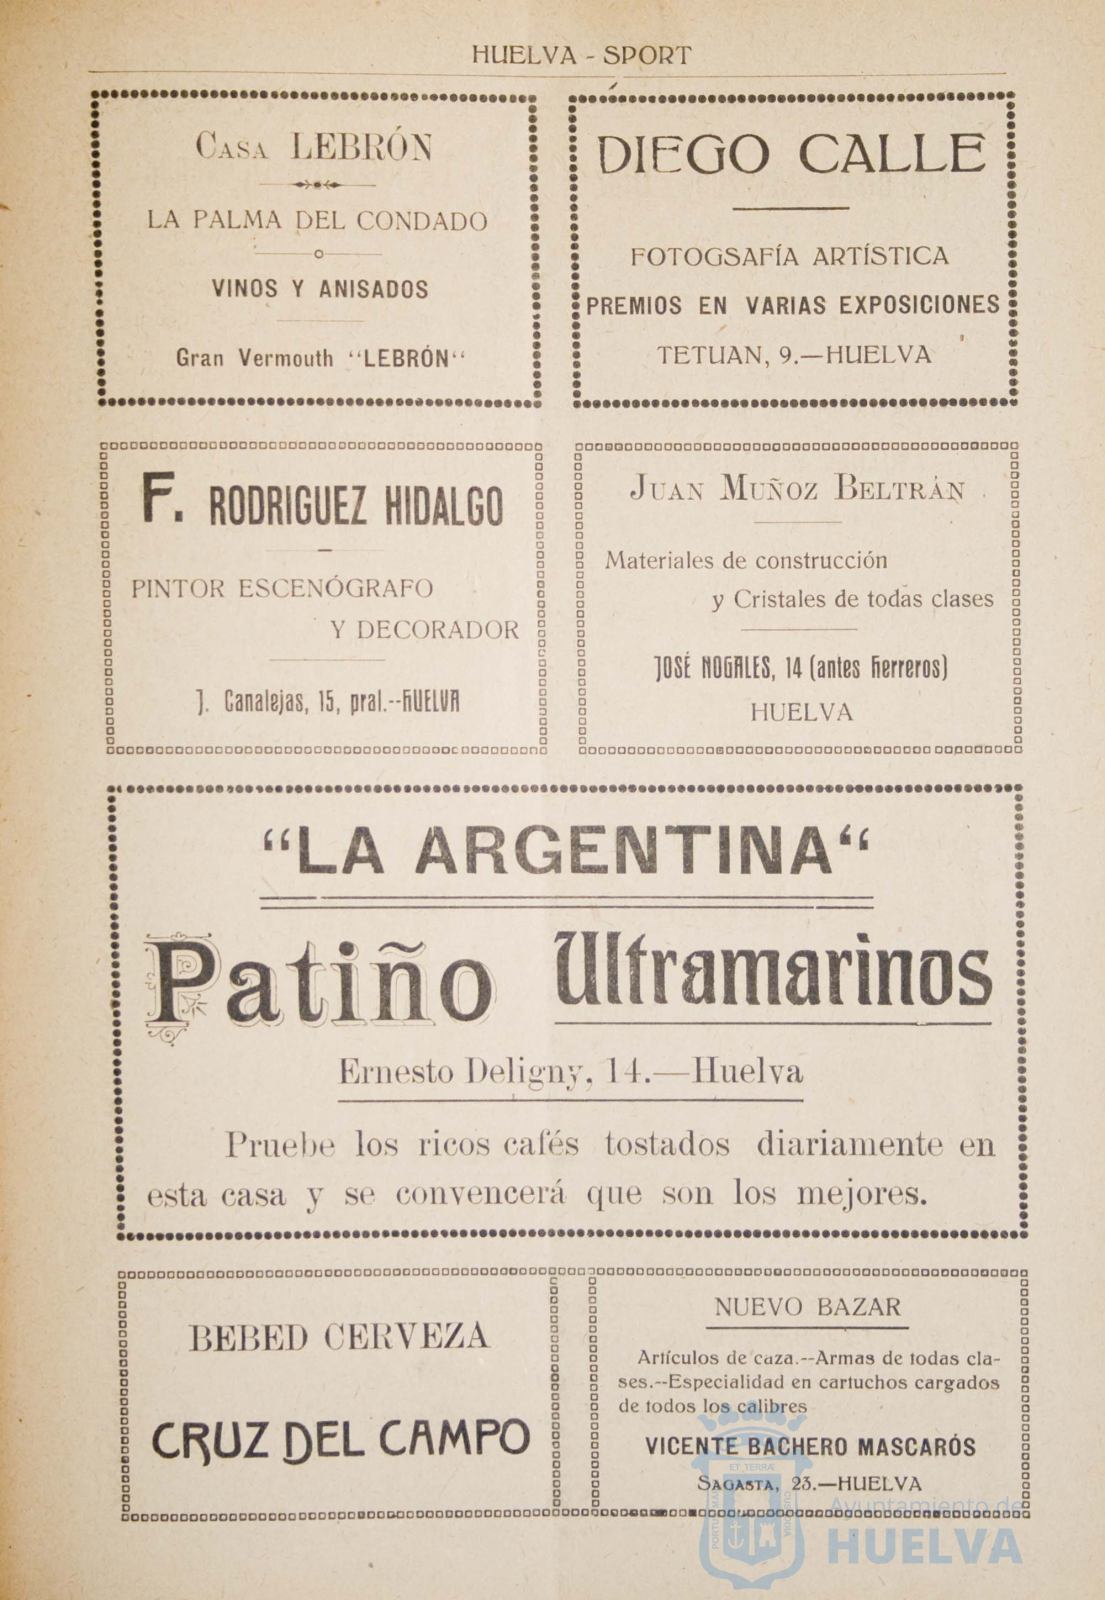 HUELVA - SPORT
CASA LEBRÓN
LA PALMA DEL CONDADO
VINOS Y ANISADOS
Gran Vermouth "LEBRÓN"
DIEGO CALLE
FOTOGSAFÍA ARTÍSTICA
PREMIOS EN VARIAS EXPOSICIONES
TETUAN, 9.—HUELVA
F. RODRIGUEZ HIDALGO
PINTOR ESCENÓGRAFO
Y DECORADOR
J. Canalejas, 15, pral.--HUELVA
JUAN MUÑOZ BELTRÁN
Materiales de construcción
y Cristales de todas clases
JOSÉ NOGALES, 14 (antes Herreros)
HUELVA
"LA ARGENTINA"
Patiño Ultramarinos
Ernesto Deligny, 14.—Huelva
Pruebe los ricos cafés tostados diariamente en
esta casa y se convencerá que son los mejores.
BEBED CERVEZA
CRUZ DEL CAMPO
NUEVO BAZAR
Artículos de caza.--Armas de todas cla-
ses.--Especialidad en cartuchos cargados
de todos los calibres
VICENTE BACHERO MASCARÓS
SAGASTA, 23.—HUELVA
ET TERRÆ
PORTUS MARIS
CUSTODIA
Ayuntamiento de
HUELVA